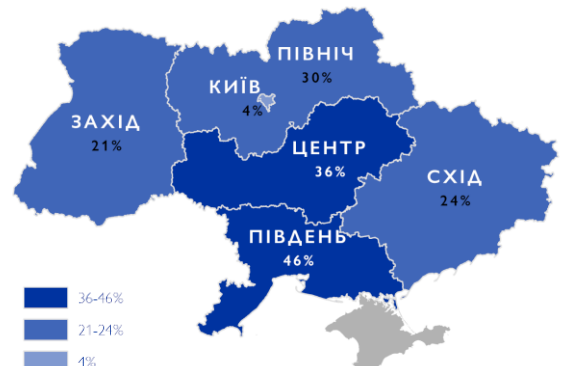 ПІВНІЧ
30%
КИЇВ
4%
ЗАХІД
21%
ЦЕНТР
36%
СХІД
24%
ПІВДЕНЬ
46%
36-46%
21-24%
4%